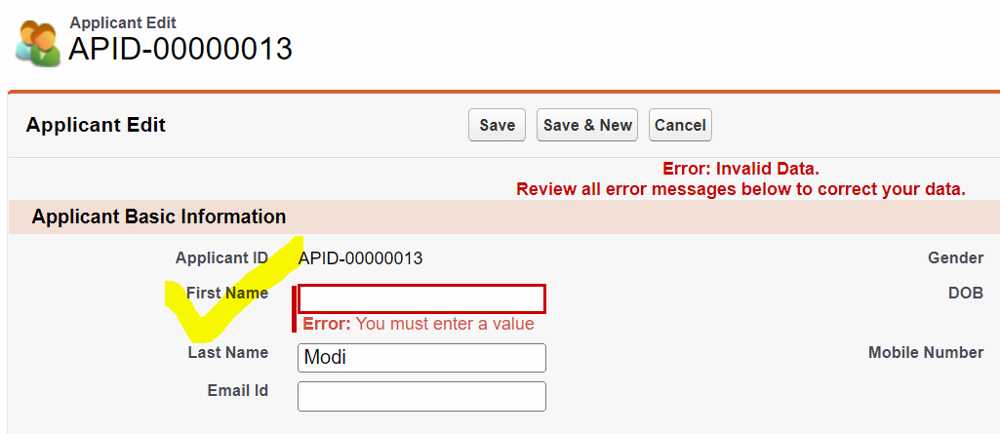 Applicant Edit
APID-00000013
Applicant Edit
Save
Save & New
Cancel
Error: Invalid Data.
Review all error messages below to correct your data.
Applicant Basic Information
Applicant ID APID-00000013 Gender
First Name DOB
Error: You must enter a value
Last Name Modi Mobile Number
Email Id